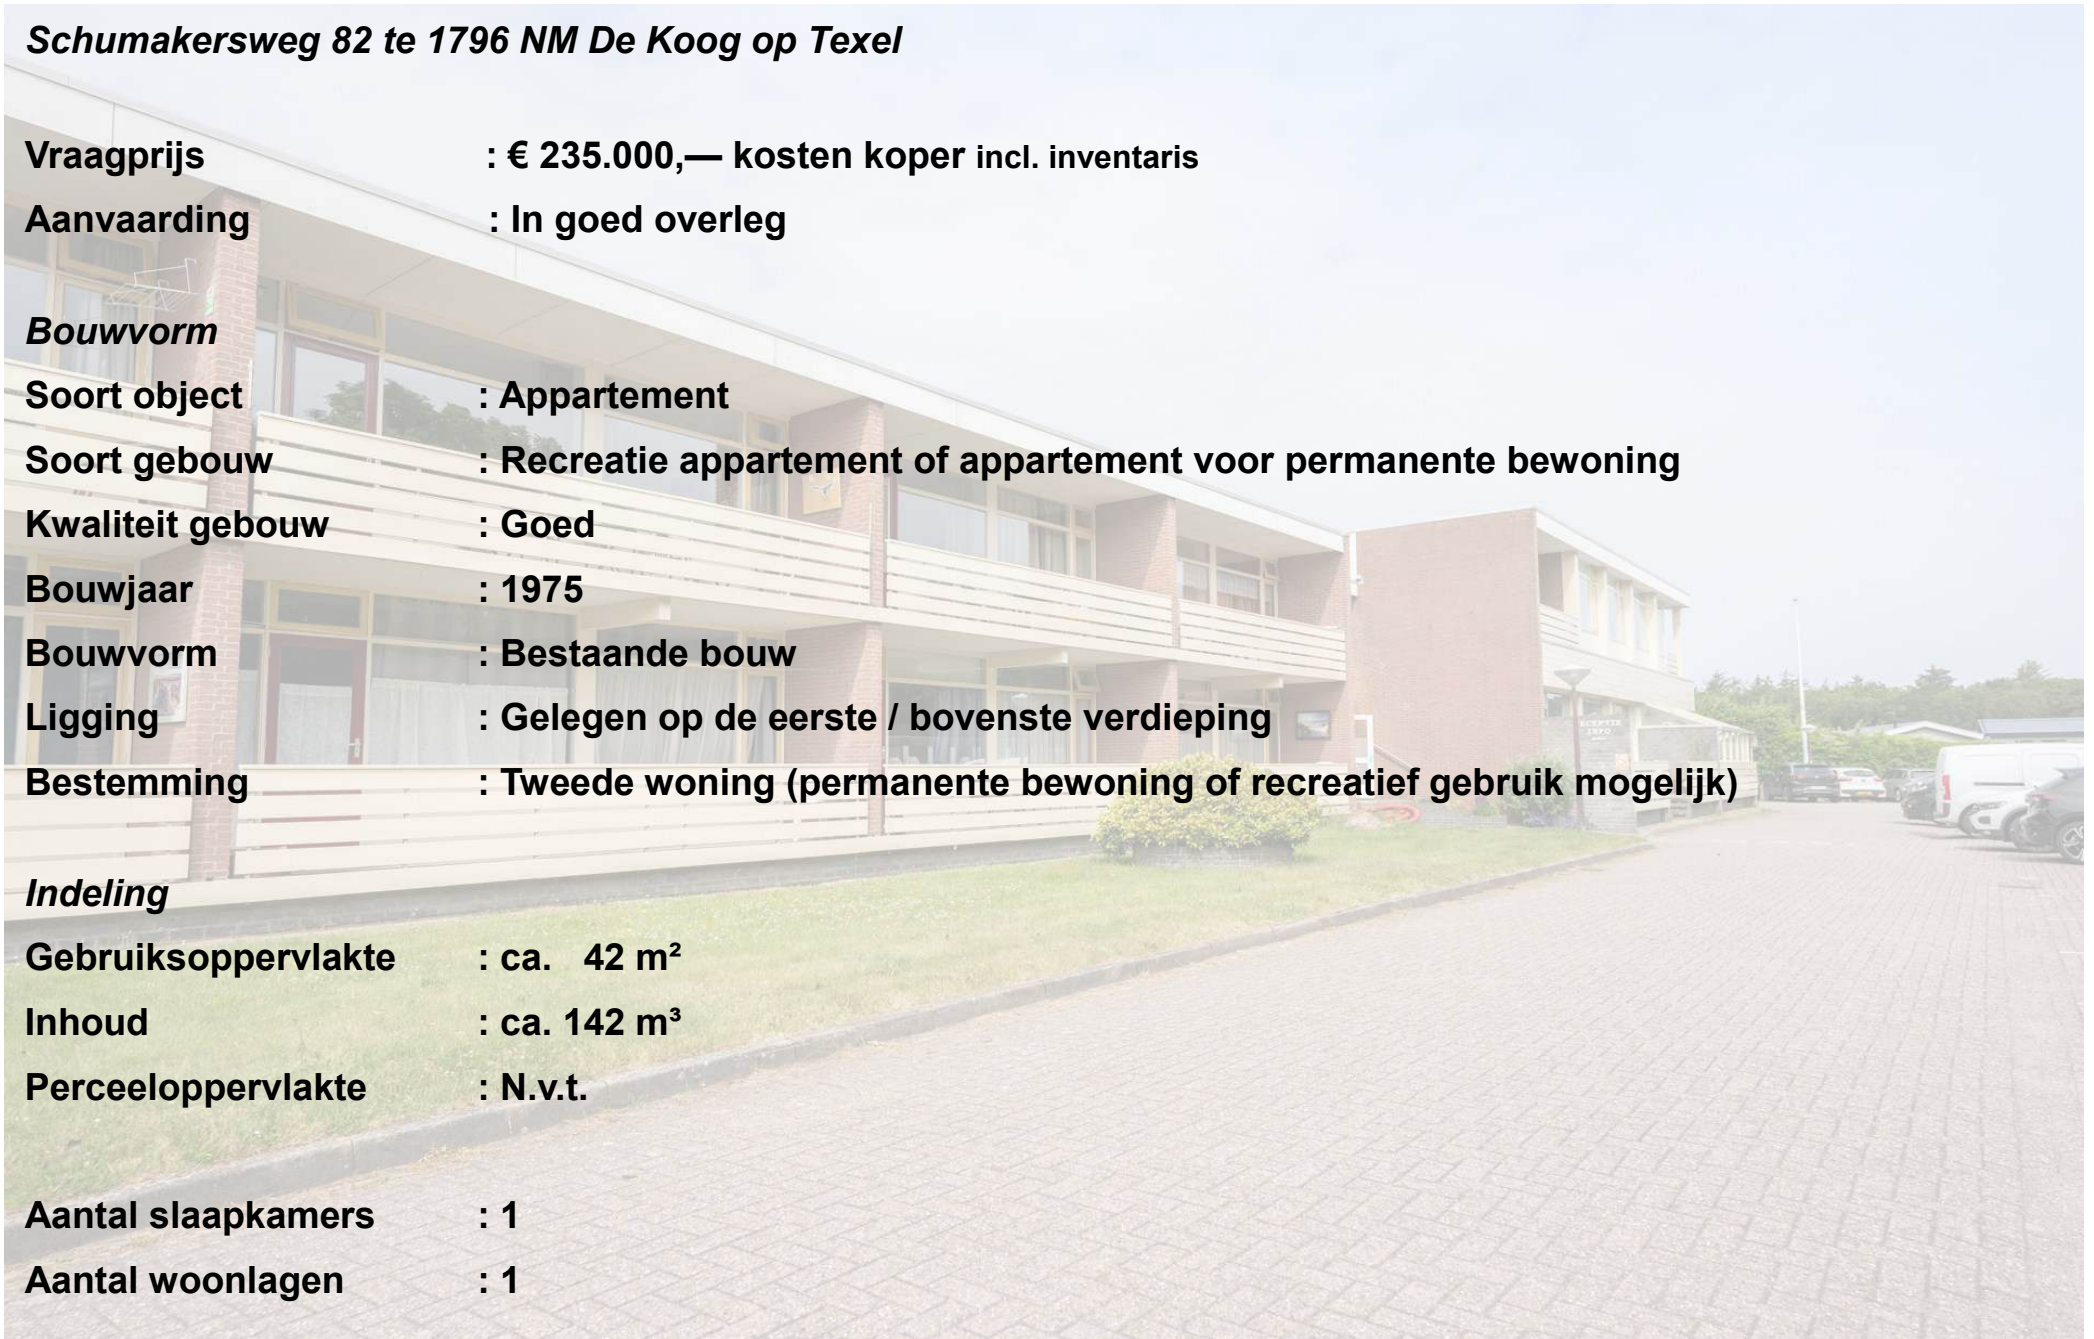 Schumakersweg 82 te 1796 NM De Koog op Texel
Vraagprijs : € 235.000,— kosten koper incl. inventaris
Aanvaarding : In goed overleg
Bouwvorm
Soort object : Appartement
Soort gebouw : Recreatie appartement of appartement voor permanente bewoning
Kwaliteit gebouw : Goed
Bouwjaar : 1975
Bouwvorm : Bestaande bouw
Ligging : Gelegen op de eerste / bovenste verdieping
Bestemming : Tweede woning (permanente bewoning of recreatief gebruik mogelijk)
Indeling
Gebruiksoppervlakte : ca. 42 m²
Inhoud : ca. 142 m³
Perceeloppervlakte : N.v.t.
Aantal slaapkamers : 1
Aantal woonlagen : 1